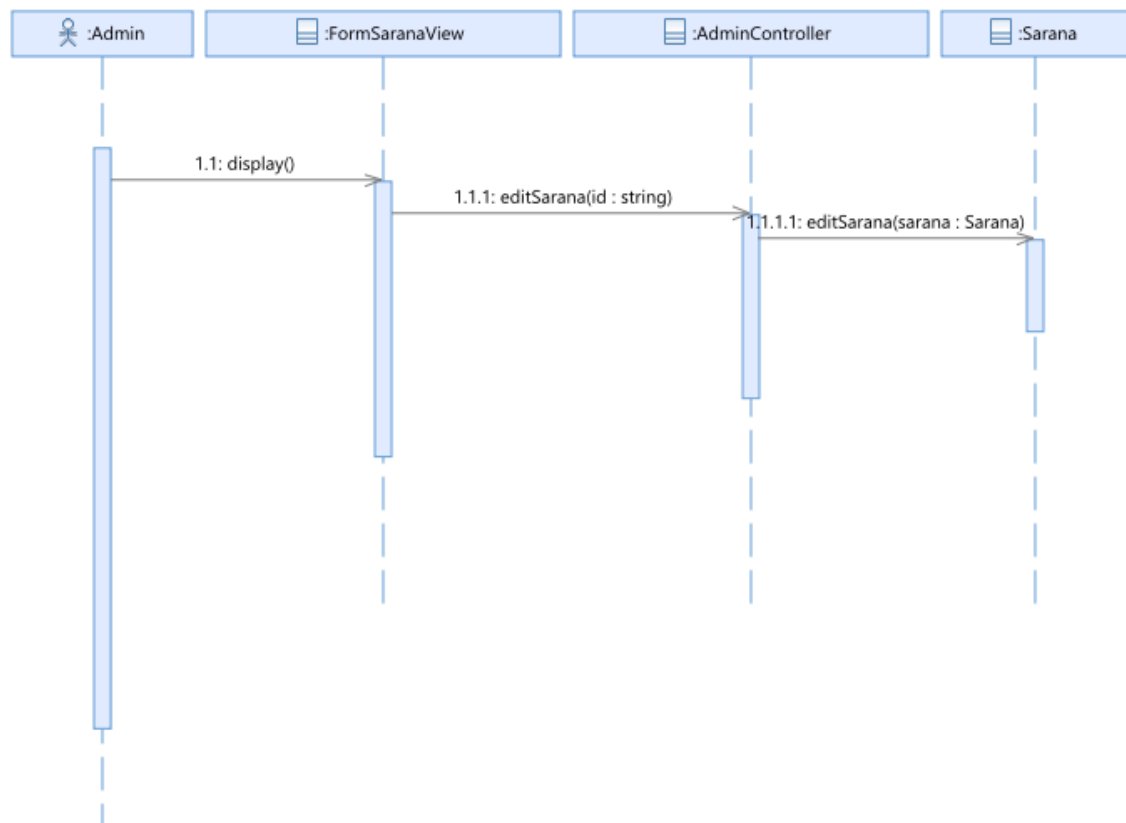 :Admin
:FormSaranaView
:AdminController
:Sarana
1.1: display()
1.1.1: editSarana(id : string)
1.1.1.1: editSarana(sarana : Sarana)